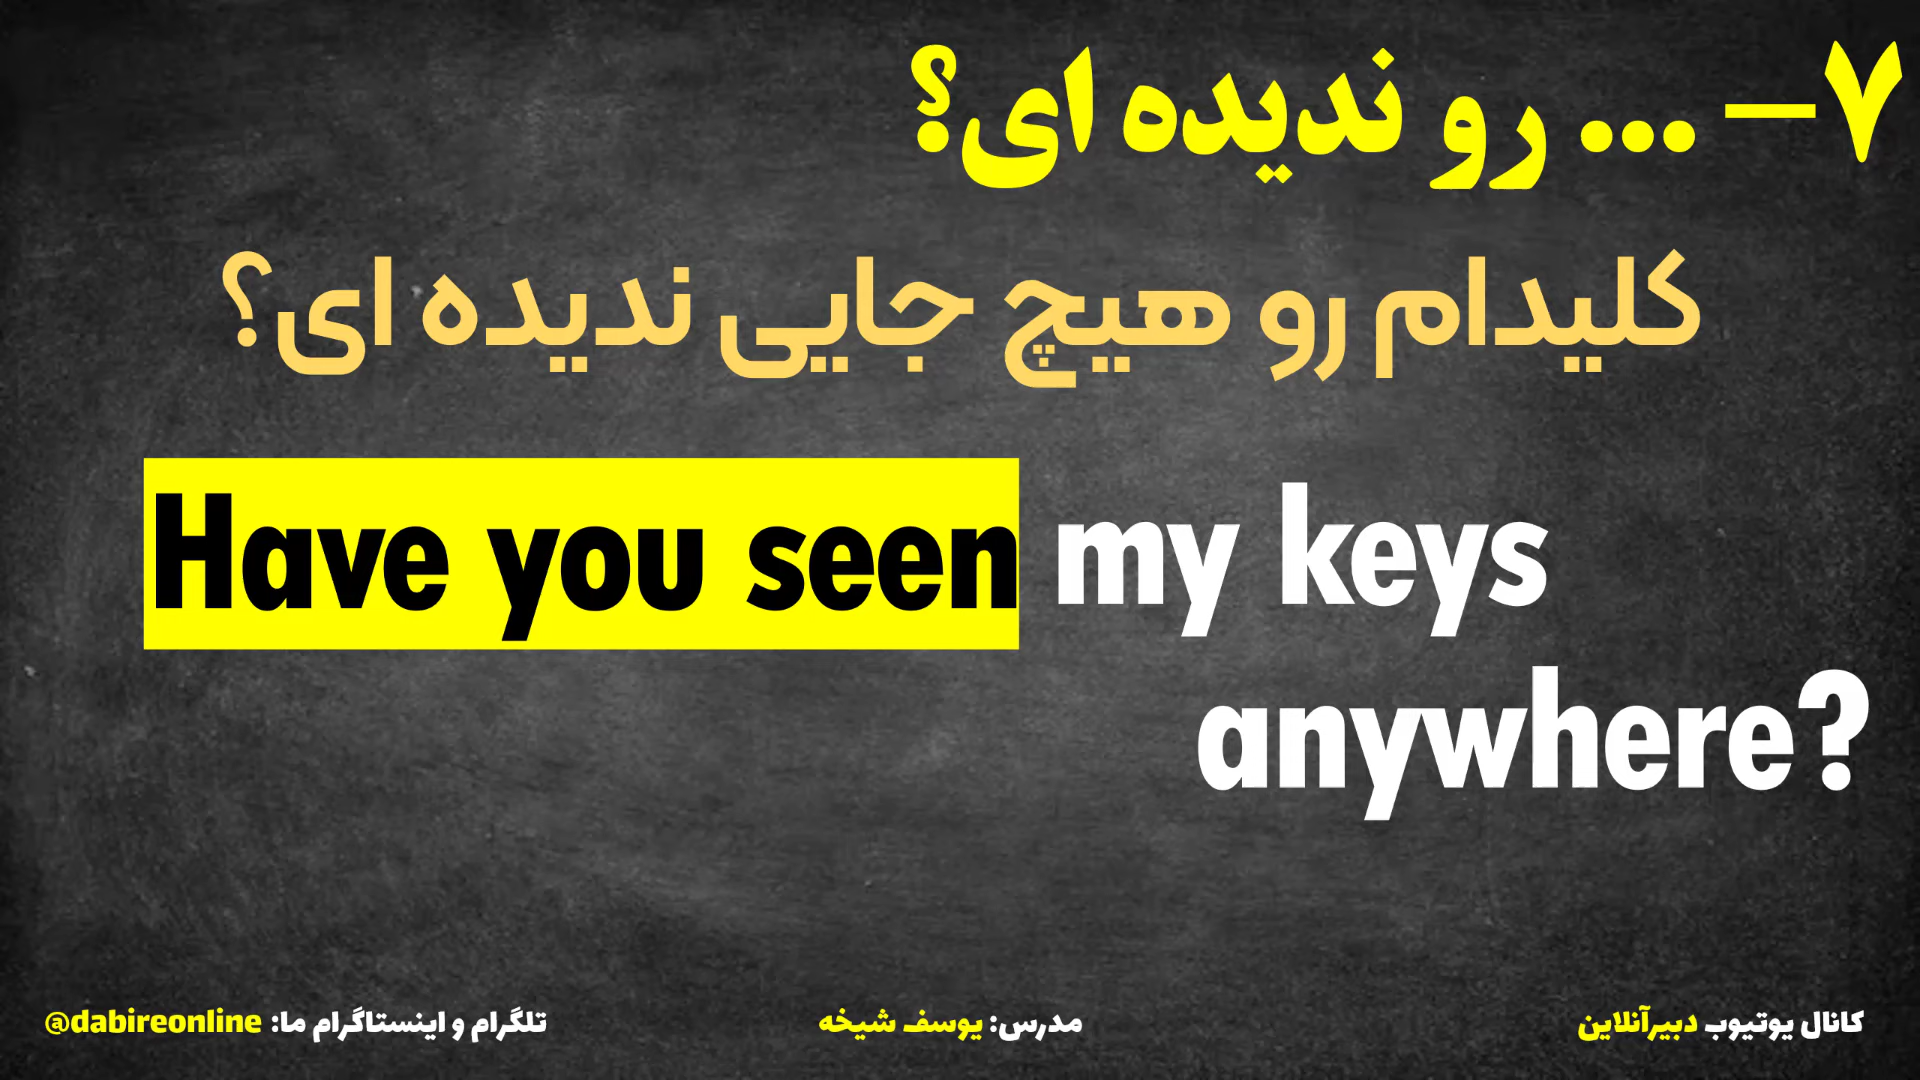 ۷– ... رو ندیده ای؟
کلیدام رو هیچ جایی ندیده ای؟
Have you seen my keys
anywhere?
کانال یوتیوب دبیرآنلاین
مدرس: یوسف شیخه
تلگرام و اینستاگرام ما: @dabireonline